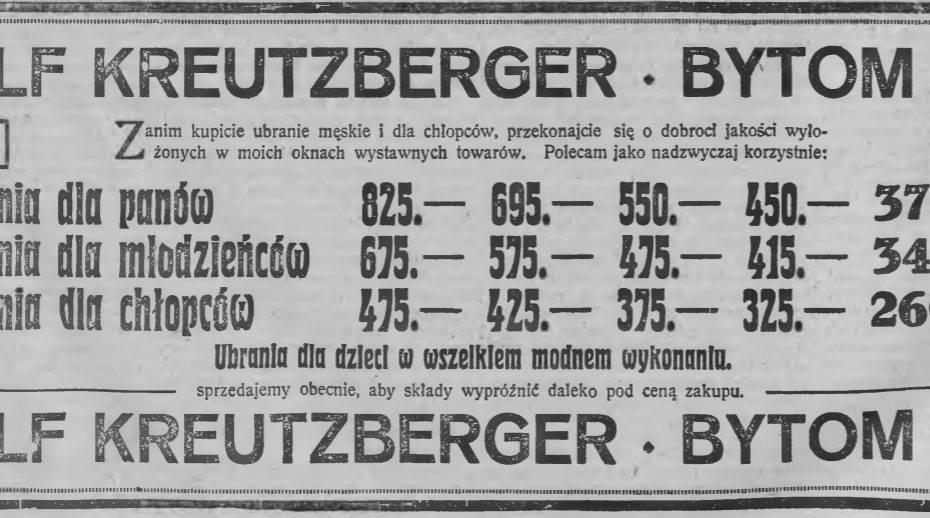 LF KREUTZBERGER · BYTOM
Zanim kupicie ubranie męskie i dla chłopców, przekonajcie się o dobroci jakości wyło-
żonych w moich oknach wystawnych towarów. Polecam jako nadzwyczaj korzystnie:
nia dla panów 825.— 695.— 550.— 450.— 37
nia dla młodzieńców 675.— 575.— 475.— 415.— 34
nia dla chłopców 475.— 425.— 375.— 325.— 26
Ubrania dla dzieci w wszelkiem modnem wykonaniu.
sprzedajemy obecnie, aby składy wypróżnić daleko pod ceną zakupu.
LF KREUTZBERGER · BYTOM